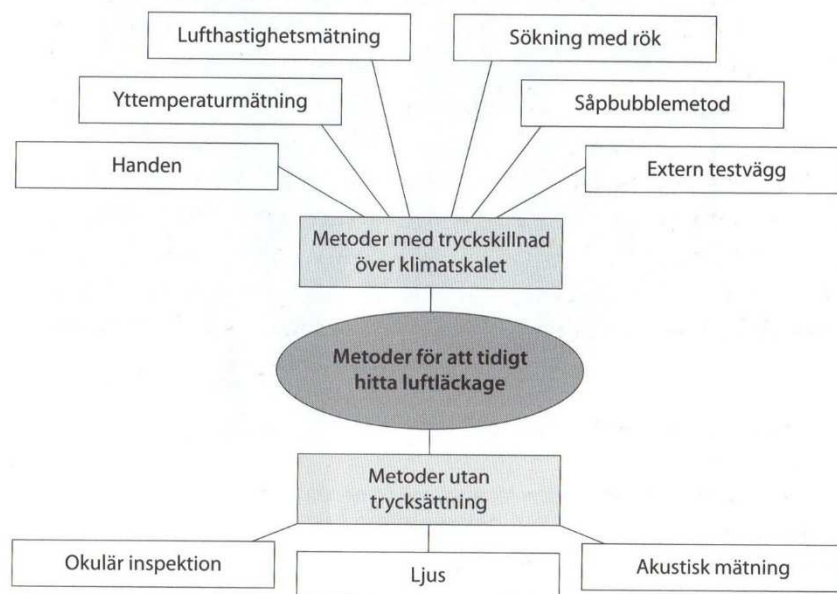 Lufthastighetsmätning
Sökning med rök
Yttemperaturmätning
Såpbubblemetod
Handen
Extern testvägg
Metoder med tryckskillnad
över klimatskalet
Metoder för att tidigt
hitta luftläckage
Metoder utan
trycksättning
Okulär inspektion
Ljus
Akustisk mätning